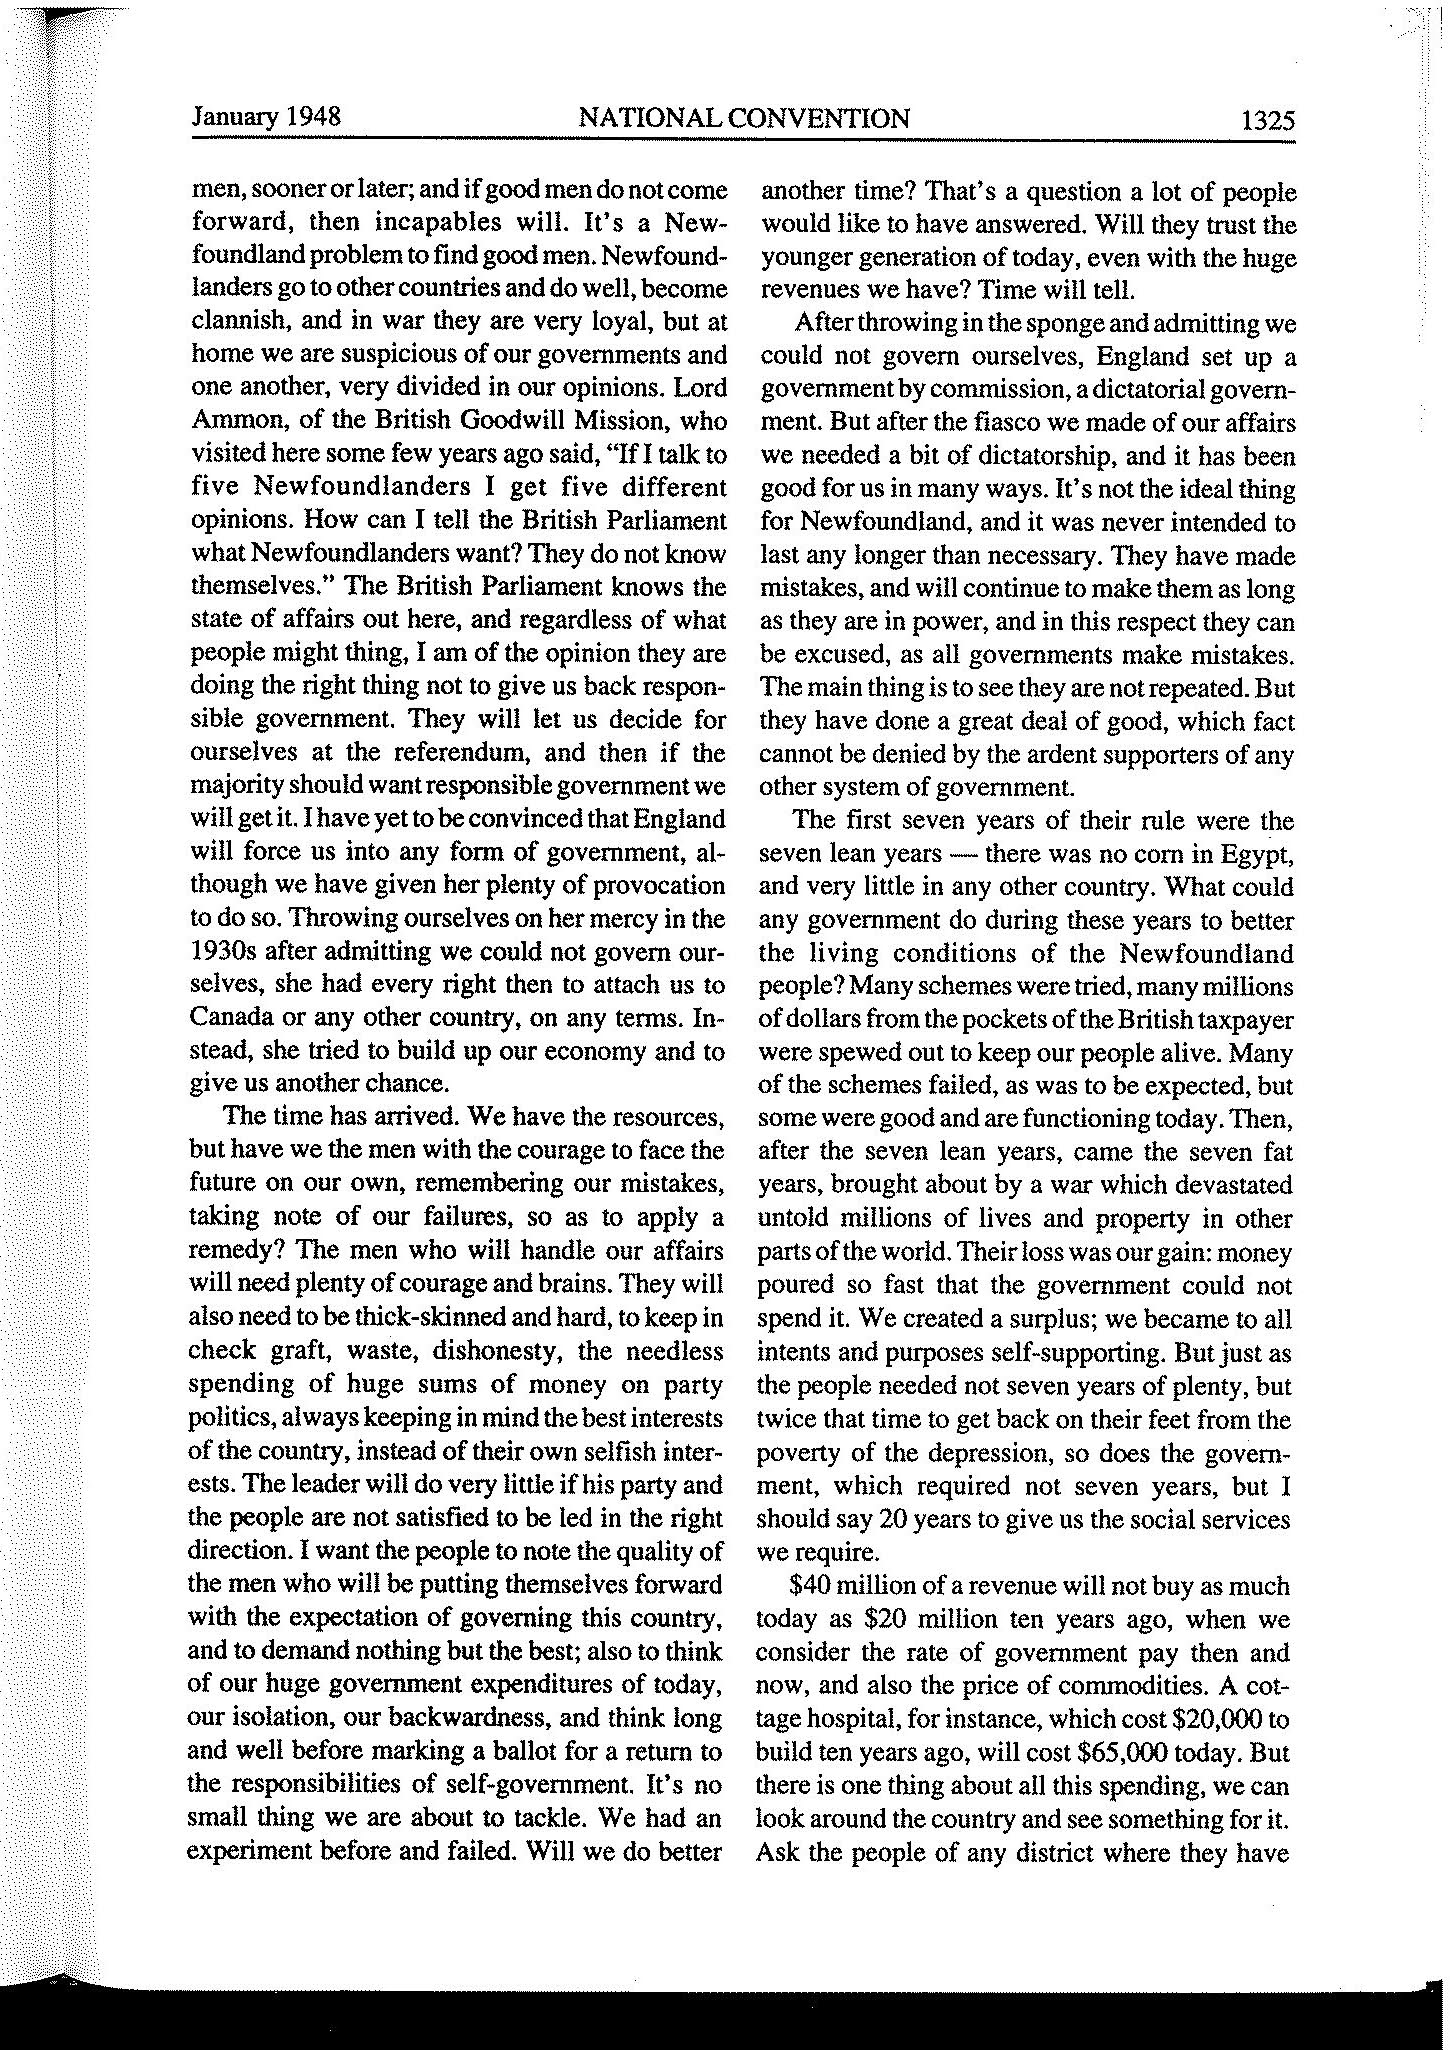 January 1948
NATIONAL CONVENTION
1325
men, sooner or later; and if good men do not come
forward, then incapables will. It's a New-
foundland problem to find good men. Newfound-
landers go to other countries and do well, become
clannish, and in war they are very loyal, but at
home we are suspicious of our governments and
one another, very divided in our opinions. Lord
Ammon, of the British Goodwill Mission, who
visited here some few years ago said, "If I talk to
five Newfoundlanders I get five different
opinions. How can I tell the British Parliament
what Newfoundlanders want? They do not know
themselves." The British Parliament knows the
state of affairs out here, and regardless of what
people might thing, I am of the opinion they are
doing the right thing not to give us back respon-
sible government. They will let us decide for
ourselves at the referendum, and then if the
majority should want responsible government we
will get it. I have yet to be convinced that England
will force us into any form of government, al-
though we have given her plenty of provocation
to do so. Throwing ourselves on her mercy in the
1930s after admitting we could not govern our-
selves, she had every right then to attach us to
Canada or any other country, on any terms. In-
stead, she tried to build up our economy and to
give us another chance.
The time has arrived. We have the resources,
but have we the men with the courage to face the
future on our own, remembering our mistakes,
taking note of our failures, so as to apply a
remedy? The men who will handle our affairs
will need plenty of courage and brains. They will
also need to be thick-skinned and hard, to keep in
check graft, waste, dishonesty, the needless
spending of huge sums of money on party
politics, always keeping in mind the best interests
of the country, instead of their own selfish inter-
ests. The leader will do very little if his party and
the people are not satisfied to be led in the right
direction. I want the people to note the quality of
the men who will be putting themselves forward
with the expectation of governing this country,
and to demand nothing but the best; also to think
of our huge government expenditures of today,
our isolation, our backwardness, and think long
and well before marking a ballot for a return to
the responsibilities of self-government. It's no
small thing we are about to tackle. We had an
experiment before and failed. Will we do better
another time? That's a question a lot of people
would like to have answered. Will they trust the
younger generation of today, even with the huge
revenues we have? Time will tell.
After throwing in the sponge and admitting we
could not govern ourselves, England set up a
government by commission, a dictatorial govern-
ment. But after the fiasco we made of our affairs
we needed a bit of dictatorship, and it has been
good for us in many ways. It's not the ideal thing
for Newfoundland, and it was never intended to
last any longer than necessary. They have made
mistakes, and will continue to make them as long
as they are in power, and in this respect they can
be excused, as all governments make mistakes.
The main thing is to see they are not repeated. But
they have done a great deal of good, which fact
cannot be denied by the ardent supporters of any
other system of government.
The first seven years of their rule were the
seven lean years — there was no corn in Egypt,
and very little in any other country. What could
any government do during these years to better
the living conditions of the Newfoundland
people? Many schemes were tried, many millions
of dollars from the pockets of the British taxpayer
were spewed out to keep our people alive. Many
of the schemes failed, as was to be expected, but
some were good and are functioning today. Then,
after the seven lean years, came the seven fat
years, brought about by a war which devastated
untold millions of lives and property in other
parts of the world. Their loss was our gain: money
poured so fast that the government could not
spend it. We created a surplus; we became to all
intents and purposes self-supporting. But just as
the people needed not seven years of plenty, but
twice that time to get back on their feet from the
poverty of the depression, so does the govern-
ment, which required not seven years, but I
should say 20 years to give us the social services
we require.
$40 million of a revenue will not buy as much
today as $20 million ten years ago, when we
consider the rate of government pay then and
now, and also the price of commodities. A cot-
tage hospital, for instance, which cost $20,000 to
build ten years ago, will cost $65,000 today. But
there is one thing about all this spending, we can
look around the country and see something for it.
Ask the people of any district where they have